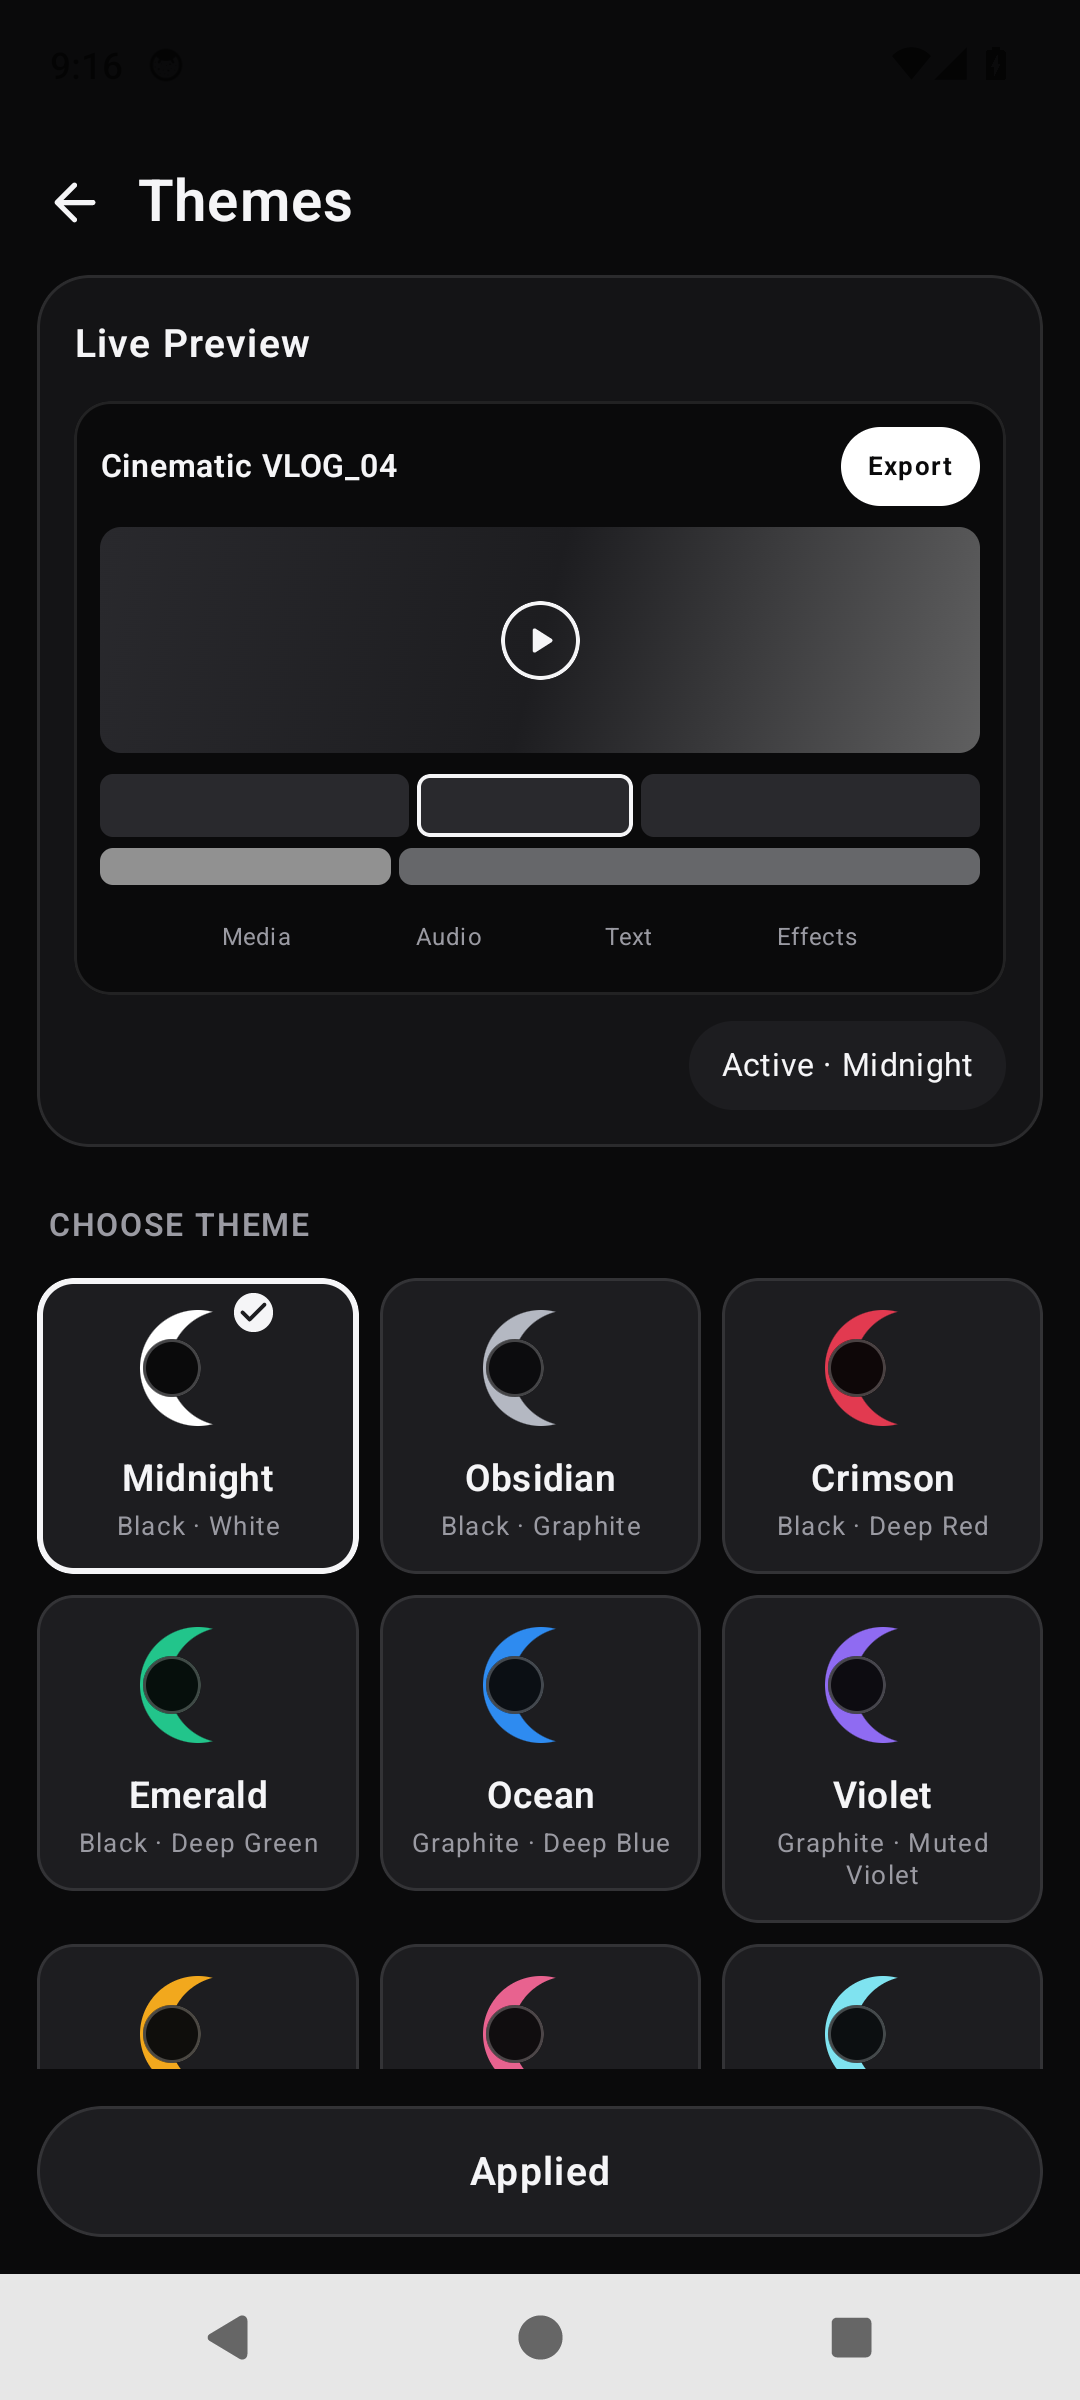 9:16
Themes
Live Preview
Cinematic VLOG_04
Export
Media Audio Text Effects
Active · Midnight
CHOOSE THEME
Midnight
Black · White
Obsidian
Black · Graphite
Crimson
Black · Deep Red
Emerald
Black · Deep Green
Ocean
Graphite · Deep Blue
Violet
Graphite · Muted
Violet
Applied